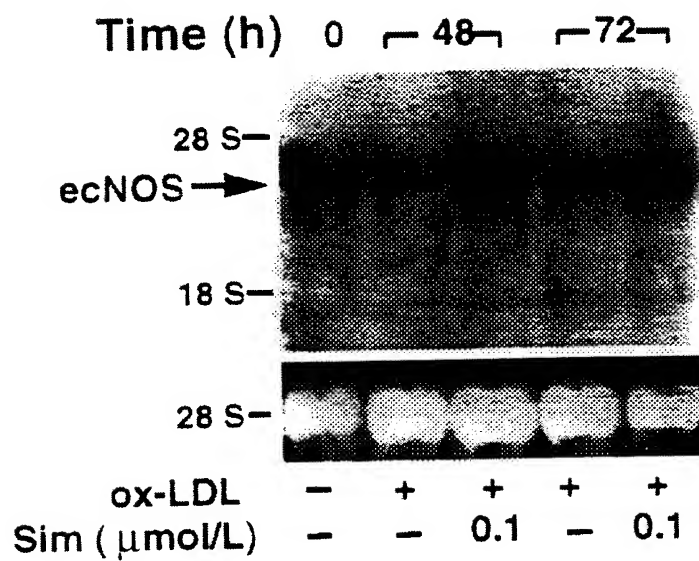 Time (h) 0 48 72
28 S
ecNOS
18 S
28 S
ox-LDL – + + + +
Sim (μmol/L) – – 0.1 – 0.1